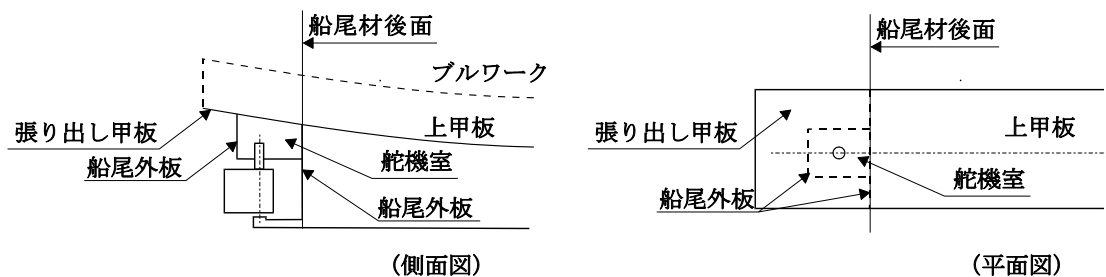 船尾材後面
ブルワーク
張り出し甲板
上甲板
船尾外板
舵機室
船尾外板
(側面図)
船尾材後面
張り出し甲板
上甲板
船尾外板
舵機室
(平面図)